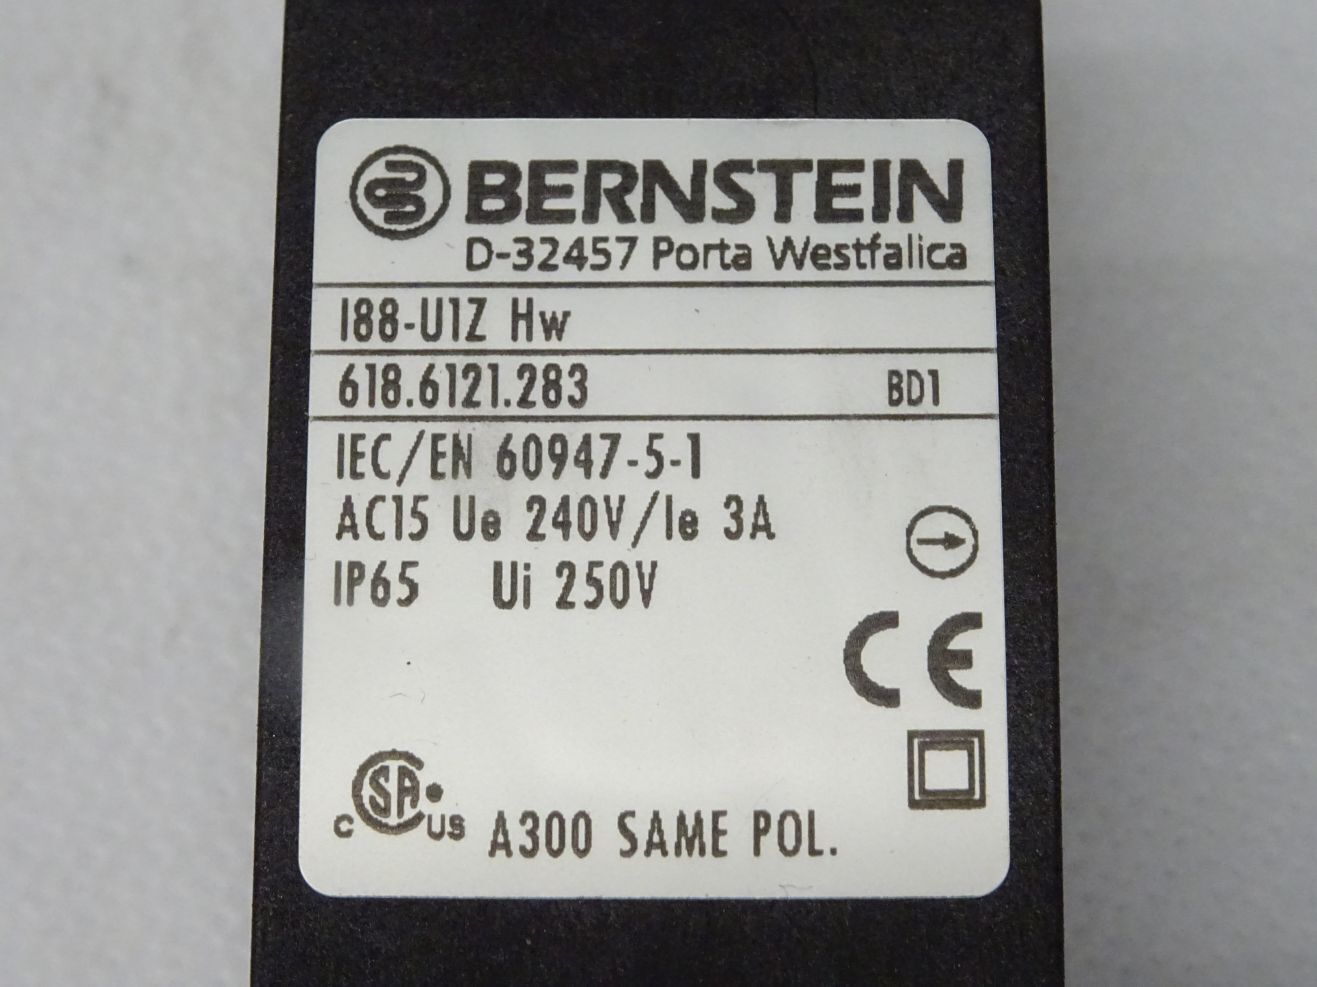 BERNSTEIN
D-32457 Porta Westfalica
I88-U1Z Hw
618.6121.283 BD1
IEC/EN 60947-5-1
AC15 Ue 240V/Ie 3A
IP65 Ui 250V
CE
C SA US A300 SAME POL.